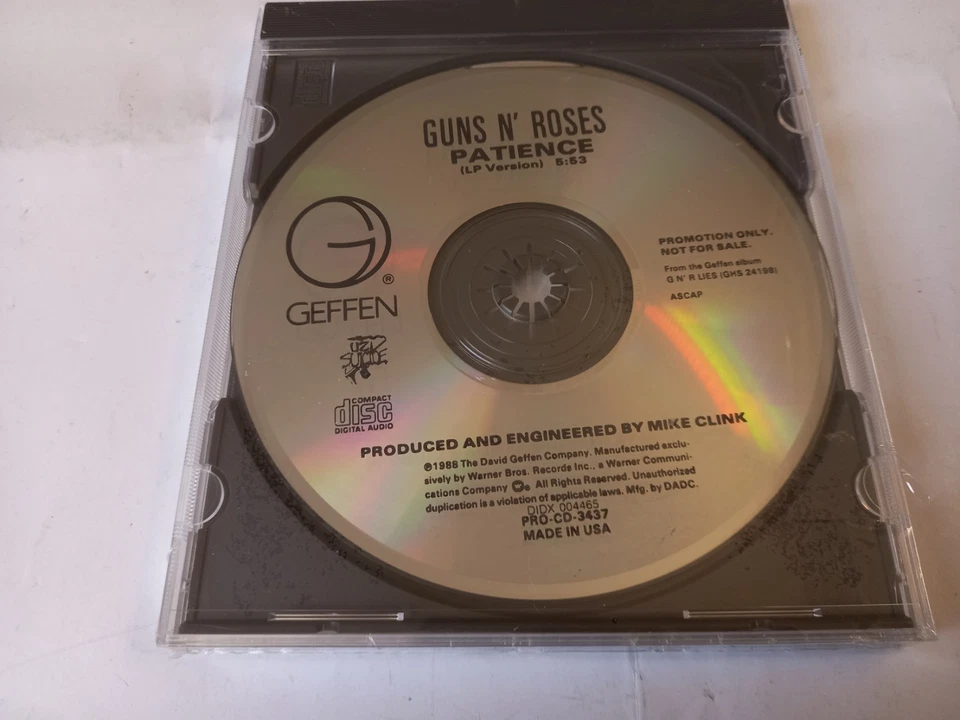 GUNS N' ROSES
PATIENCE
(LP Version) 5:53
G
®
GEFFEN
UZI
SUICIDE
COMPACT
disc
DIGITAL AUDIO
PROMOTION ONLY.
NOT FOR SALE.
From the Geffen album
G N' R LIES (GHS 24198)
ASCAP
PRODUCED AND ENGINEERED BY MIKE CLINK
℗1988 The David Geffen Company. Manufactured exclu-
sively by Warner Bros. Records Inc., a Warner Communi-
cations Company. All Rights Reserved. Unauthorized
duplication is a violation of applicable laws. Mfg. by DADC.
DIDX 004465
PRO-CD-3437
MADE IN USA